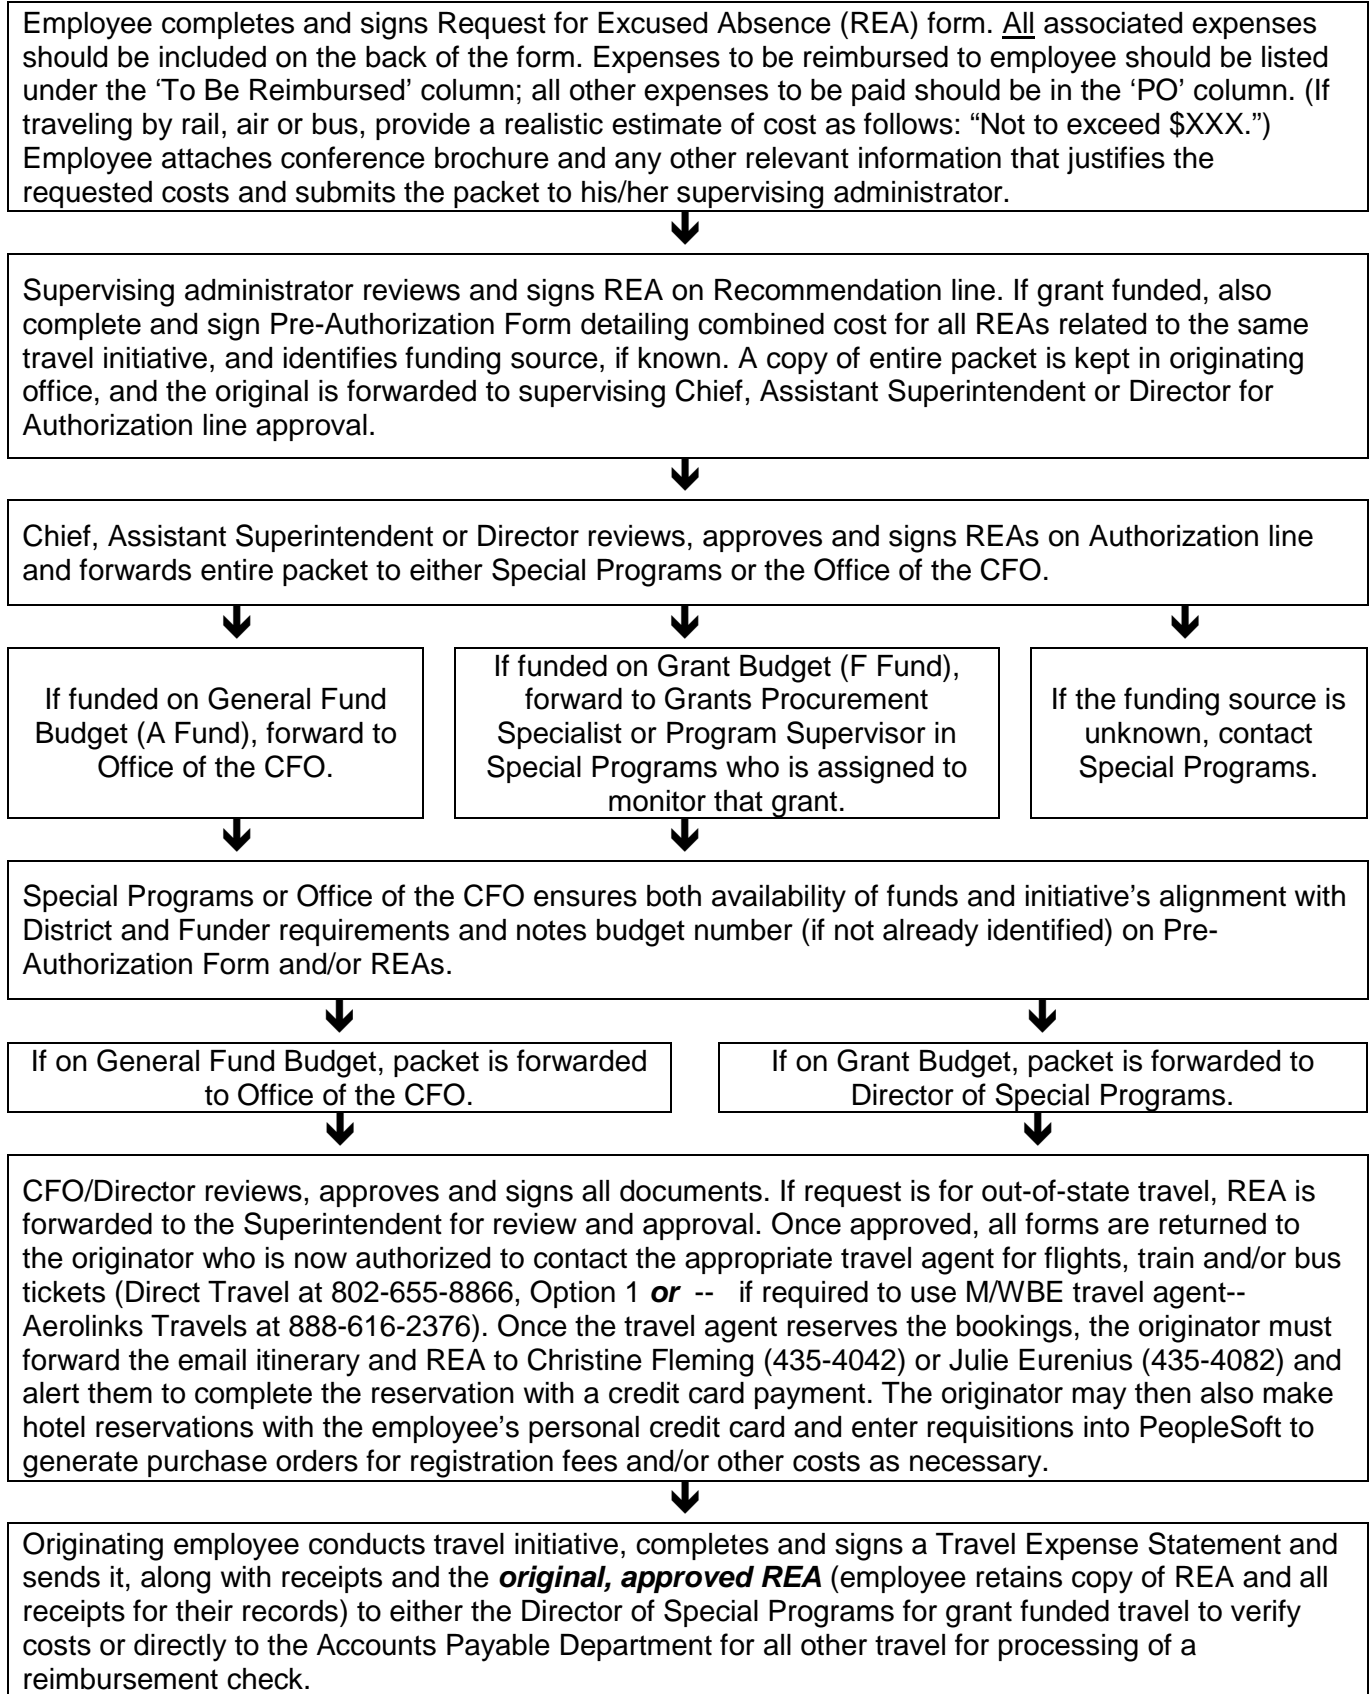 Employee completes and signs Request for Excused Absence (REA) form. All associated expenses
should be included on the back of the form. Expenses to be reimbursed to employee should be listed
under the ‘To Be Reimbursed’ column; all other expenses to be paid should be in the ‘PO’ column. (If
traveling by rail, air or bus, provide a realistic estimate of cost as follows: “Not to exceed $XXX.”)
Employee attaches conference brochure and any other relevant information that justifies the
requested costs and submits the packet to his/her supervising administrator.
Supervising administrator reviews and signs REA on Recommendation line. If grant funded, also
complete and sign Pre-Authorization Form detailing combined cost for all REAs related to the same
travel initiative, and identifies funding source, if known. A copy of entire packet is kept in originating
office, and the original is forwarded to supervising Chief, Assistant Superintendent or Director for
Authorization line approval.
Chief, Assistant Superintendent or Director reviews, approves and signs REAs on Authorization line
and forwards entire packet to either Special Programs or the Office of the CFO.
If funded on General Fund
Budget (A Fund), forward to
Office of the CFO.
If funded on Grant Budget (F Fund),
forward to Grants Procurement
Specialist or Program Supervisor in
Special Programs who is assigned to
monitor that grant.
If the funding source is
unknown, contact
Special Programs.
Special Programs or Office of the CFO ensures both availability of funds and initiative’s alignment with
District and Funder requirements and notes budget number (if not already identified) on Pre-
Authorization Form and/or REAs.
If on General Fund Budget, packet is forwarded
to Office of the CFO.
If on Grant Budget, packet is forwarded to
Director of Special Programs.
CFO/Director reviews, approves and signs all documents. If request is for out-of-state travel, REA is
forwarded to the Superintendent for review and approval. Once approved, all forms are returned to
the originator who is now authorized to contact the appropriate travel agent for flights, train and/or bus
tickets (Direct Travel at 802-655-8866, Option 1 or -- if required to use M/WBE travel agent--
Aerolinks Travels at 888-616-2376). Once the travel agent reserves the bookings, the originator must
forward the email itinerary and REA to Christine Fleming (435-4042) or Julie Eurenius (435-4082) and
alert them to complete the reservation with a credit card payment. The originator may then also make
hotel reservations with the employee’s personal credit card and enter requisitions into PeopleSoft to
generate purchase orders for registration fees and/or other costs as necessary.
Originating employee conducts travel initiative, completes and signs a Travel Expense Statement and
sends it, along with receipts and the original, approved REA (employee retains copy of REA and all
receipts for their records) to either the Director of Special Programs for grant funded travel to verify
costs or directly to the Accounts Payable Department for all other travel for processing of a
reimbursement check.